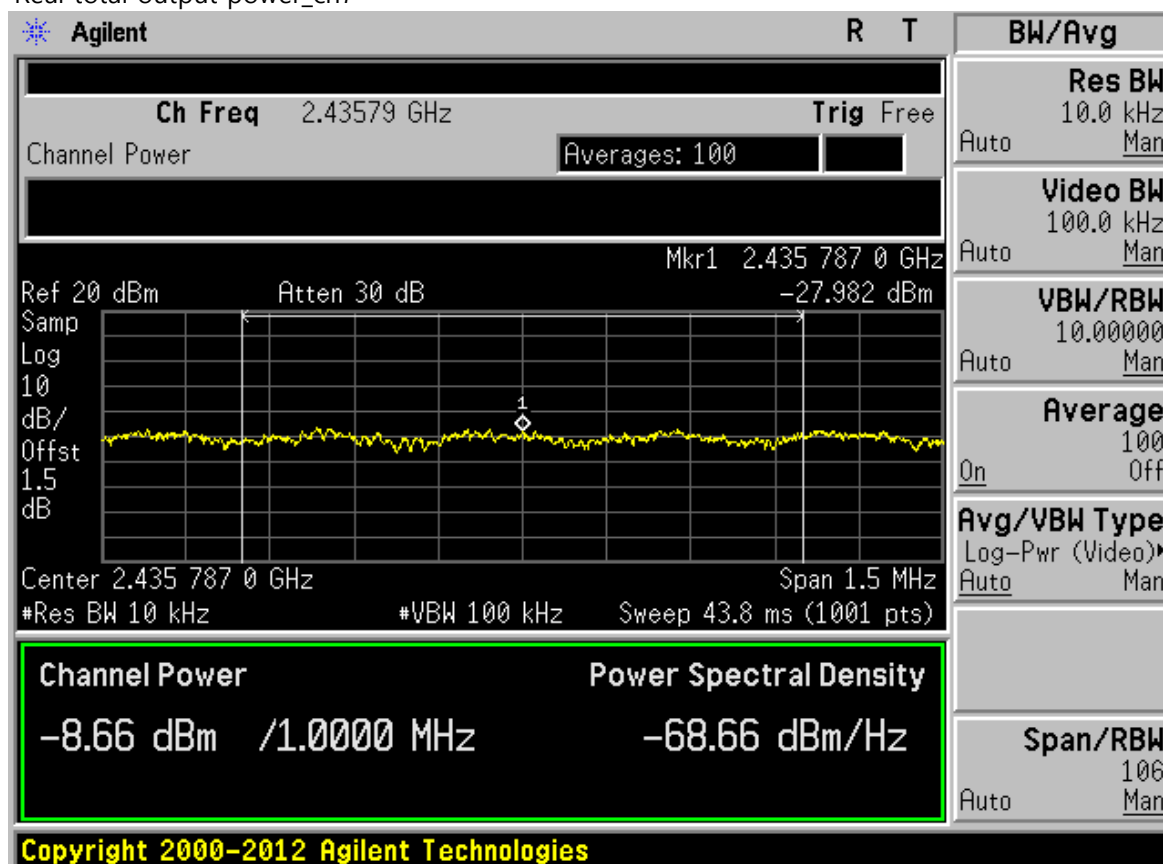 Real total output power_ch7
Agilent R T
Ch Freq 2.43579 GHz Trig Free
Channel Power Averages: 100
Mkr1 2.435 787 0 GHz
Ref 20 dBm Atten 30 dB -27.982 dBm
Samp
Log
10
dB/
Offst
1.5
dB
1
Center 2.435 787 0 GHz Span 1.5 MHz
#Res BW 10 kHz #VBW 100 kHz Sweep 43.8 ms (1001 pts)
Channel Power Power Spectral Density
-8.66 dBm /1.0000 MHz -68.66 dBm/Hz
Copyright 2000-2012 Agilent Technologies
BW/Avg
Res BW
10.0 kHz
Auto Man
Video BW
100.0 kHz
Auto Man
VBW/RBW
10.00000
Auto Man
Average
100
On Off
Avg/VBW Type
Log-Pwr (Video)
Auto Man
Span/RBW
106
Auto Man